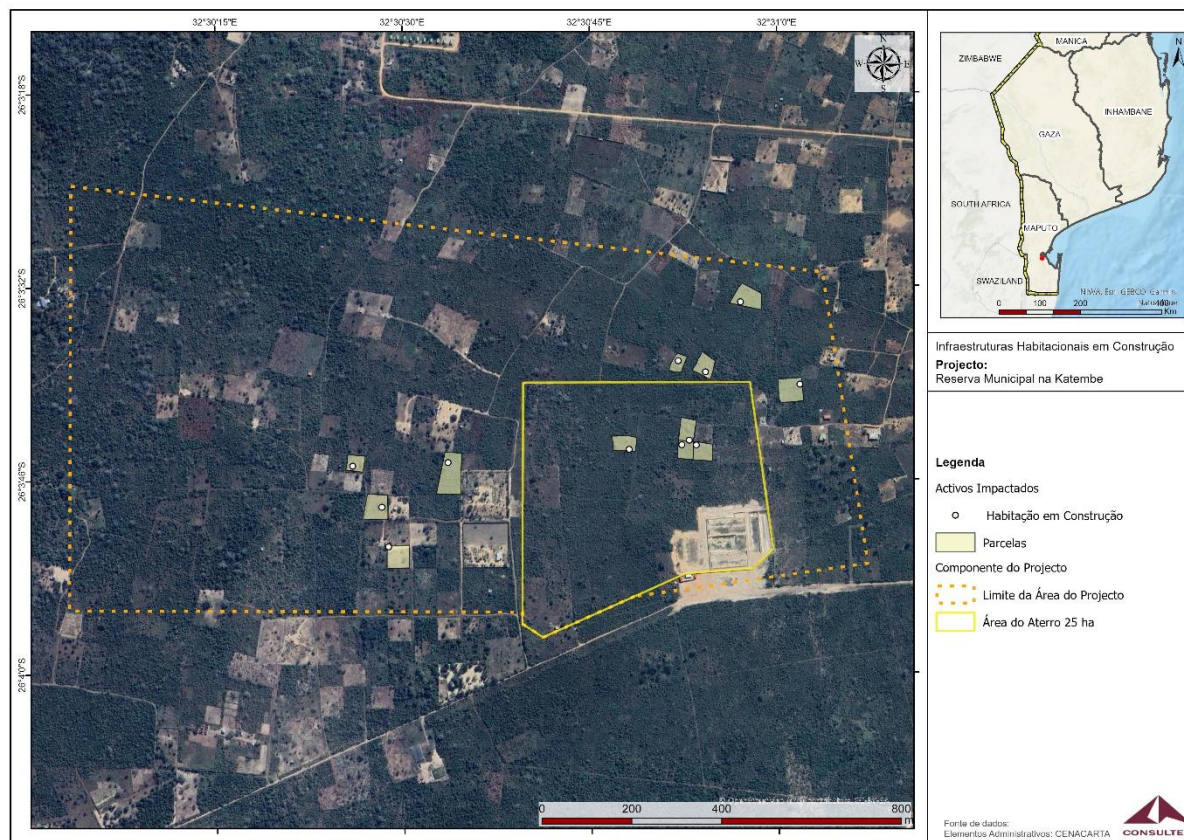 32°30'15"E
32°30'30"E
32°30'45"E
32°31'0"E
26°3'18"S
26°3'32"S
26°3'46"S
26°4'0"S
N
W
E
S
0 200 400 800
m
MANICA
N
ZIMBABWE
INHAMBANE
GAZA
SOUTH AFRICA
MAPUTO
SWAZILAND
0 100 200 400
Km
Infraestruturas Habitacionais em Construção
Projecto:
Reserva Municipal na Katembe
Legenda
Activos Impactados
Habitação em Construção
Parcelas
Componente do Projecto
Limite da Área do Projecto
Área do Aterro 25 ha
Fonte de dados:
Elementos Administrativos: CENACARTA
CONSULTEC